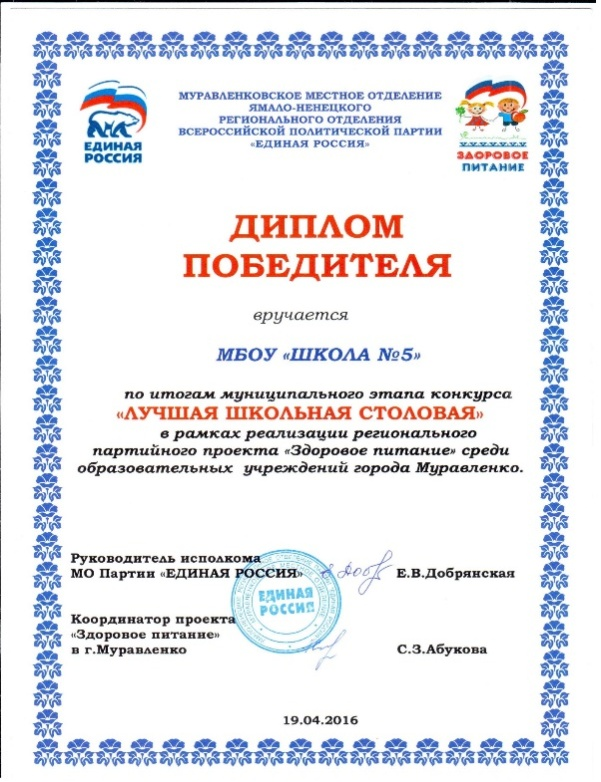 МУРАВЛЕНКОВСКОЕ МЕСТНОЕ ОТДЕЛЕНИЕ
ЯМАЛО-НЕНЕЦКОГО
РЕГИОНАЛЬНОГО ОТДЕЛЕНИЯ
ВСЕРОССИЙСКОЙ ПОЛИТИЧЕСКОЙ ПАРТИИ
«ЕДИНАЯ РОССИЯ»
ЕДИНАЯ
РОССИЯ
ЗДОРОВОЕ
ПИТАНИЕ
ДИПЛОМ
ПОБЕДИТЕЛЯ
вручается
МБОУ «ШКОЛА №5»
по итогам муниципального этапа конкурса
«ЛУЧШАЯ ШКОЛЬНАЯ СТОЛОВАЯ»
в рамках реализации регионального
партийного проекта «Здоровое питание» среди
образовательных учреждений города Муравленко.
Руководитель исполкома
МО Партии «ЕДИНАЯ РОССИЯ» Е.В.Добрянская
ЕДИНАЯ
РОССИЯ
Координатор проекта
«Здоровое питание»
в г.Муравленко С.З.Абукова
19.04.2016